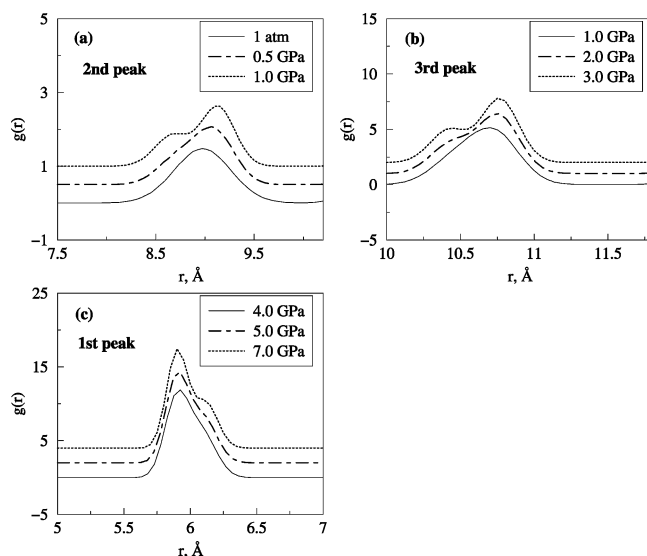 5
(a)
1 atm
0.5 GPa
1.0 GPa
2nd peak
3
g(r)
1
−1
7.5
8.5
9.5
r, Å
15
(b)
1.0 GPa
2.0 GPa
3.0 GPa
3rd peak
10
g(r)
5
0
−5
10
10.5
11
11.5
r, Å
25
(c)
4.0 GPa
5.0 GPa
7.0 GPa
1st peak
15
g(r)
5
−5
5
5.5
6
6.5
7
r, Å